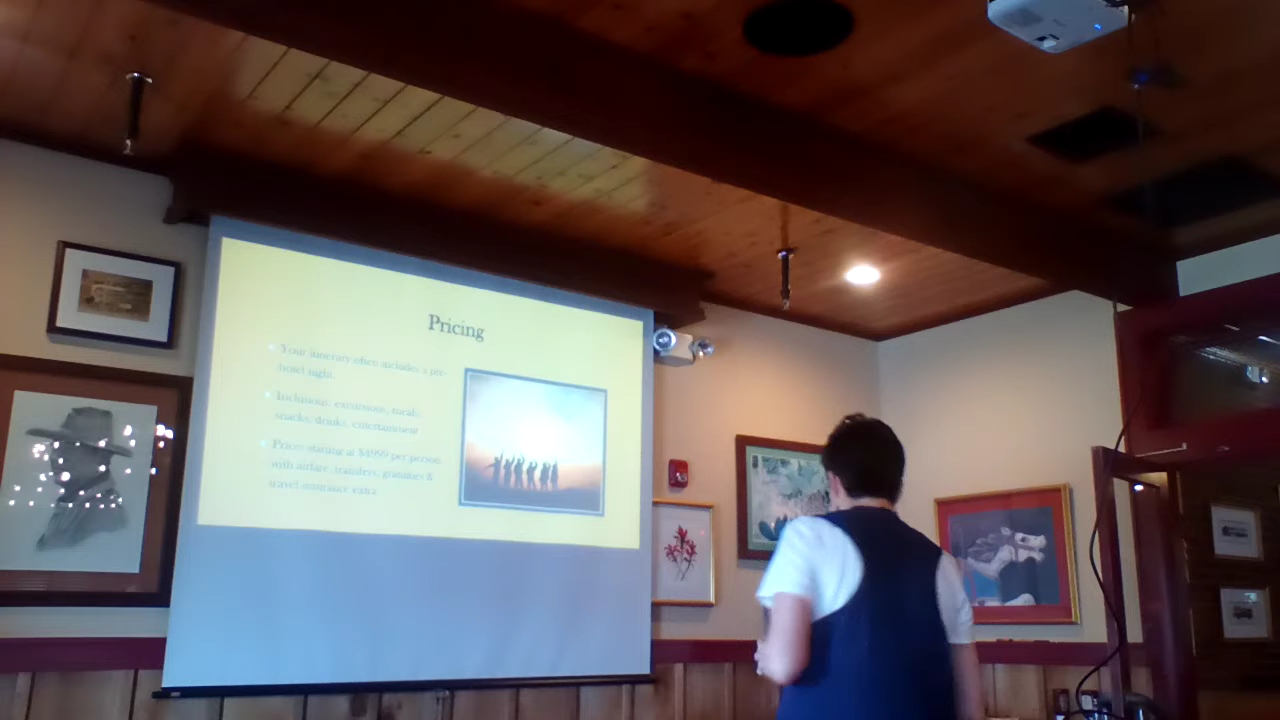 Pricing
Your itinerary often includes a pre-
hotel night.
Inclusions: excursions, meals,
snacks, drinks, entertainment
Prices starting at $4999 per person
with airfare, transfers, gratuities &
travel insurance extra